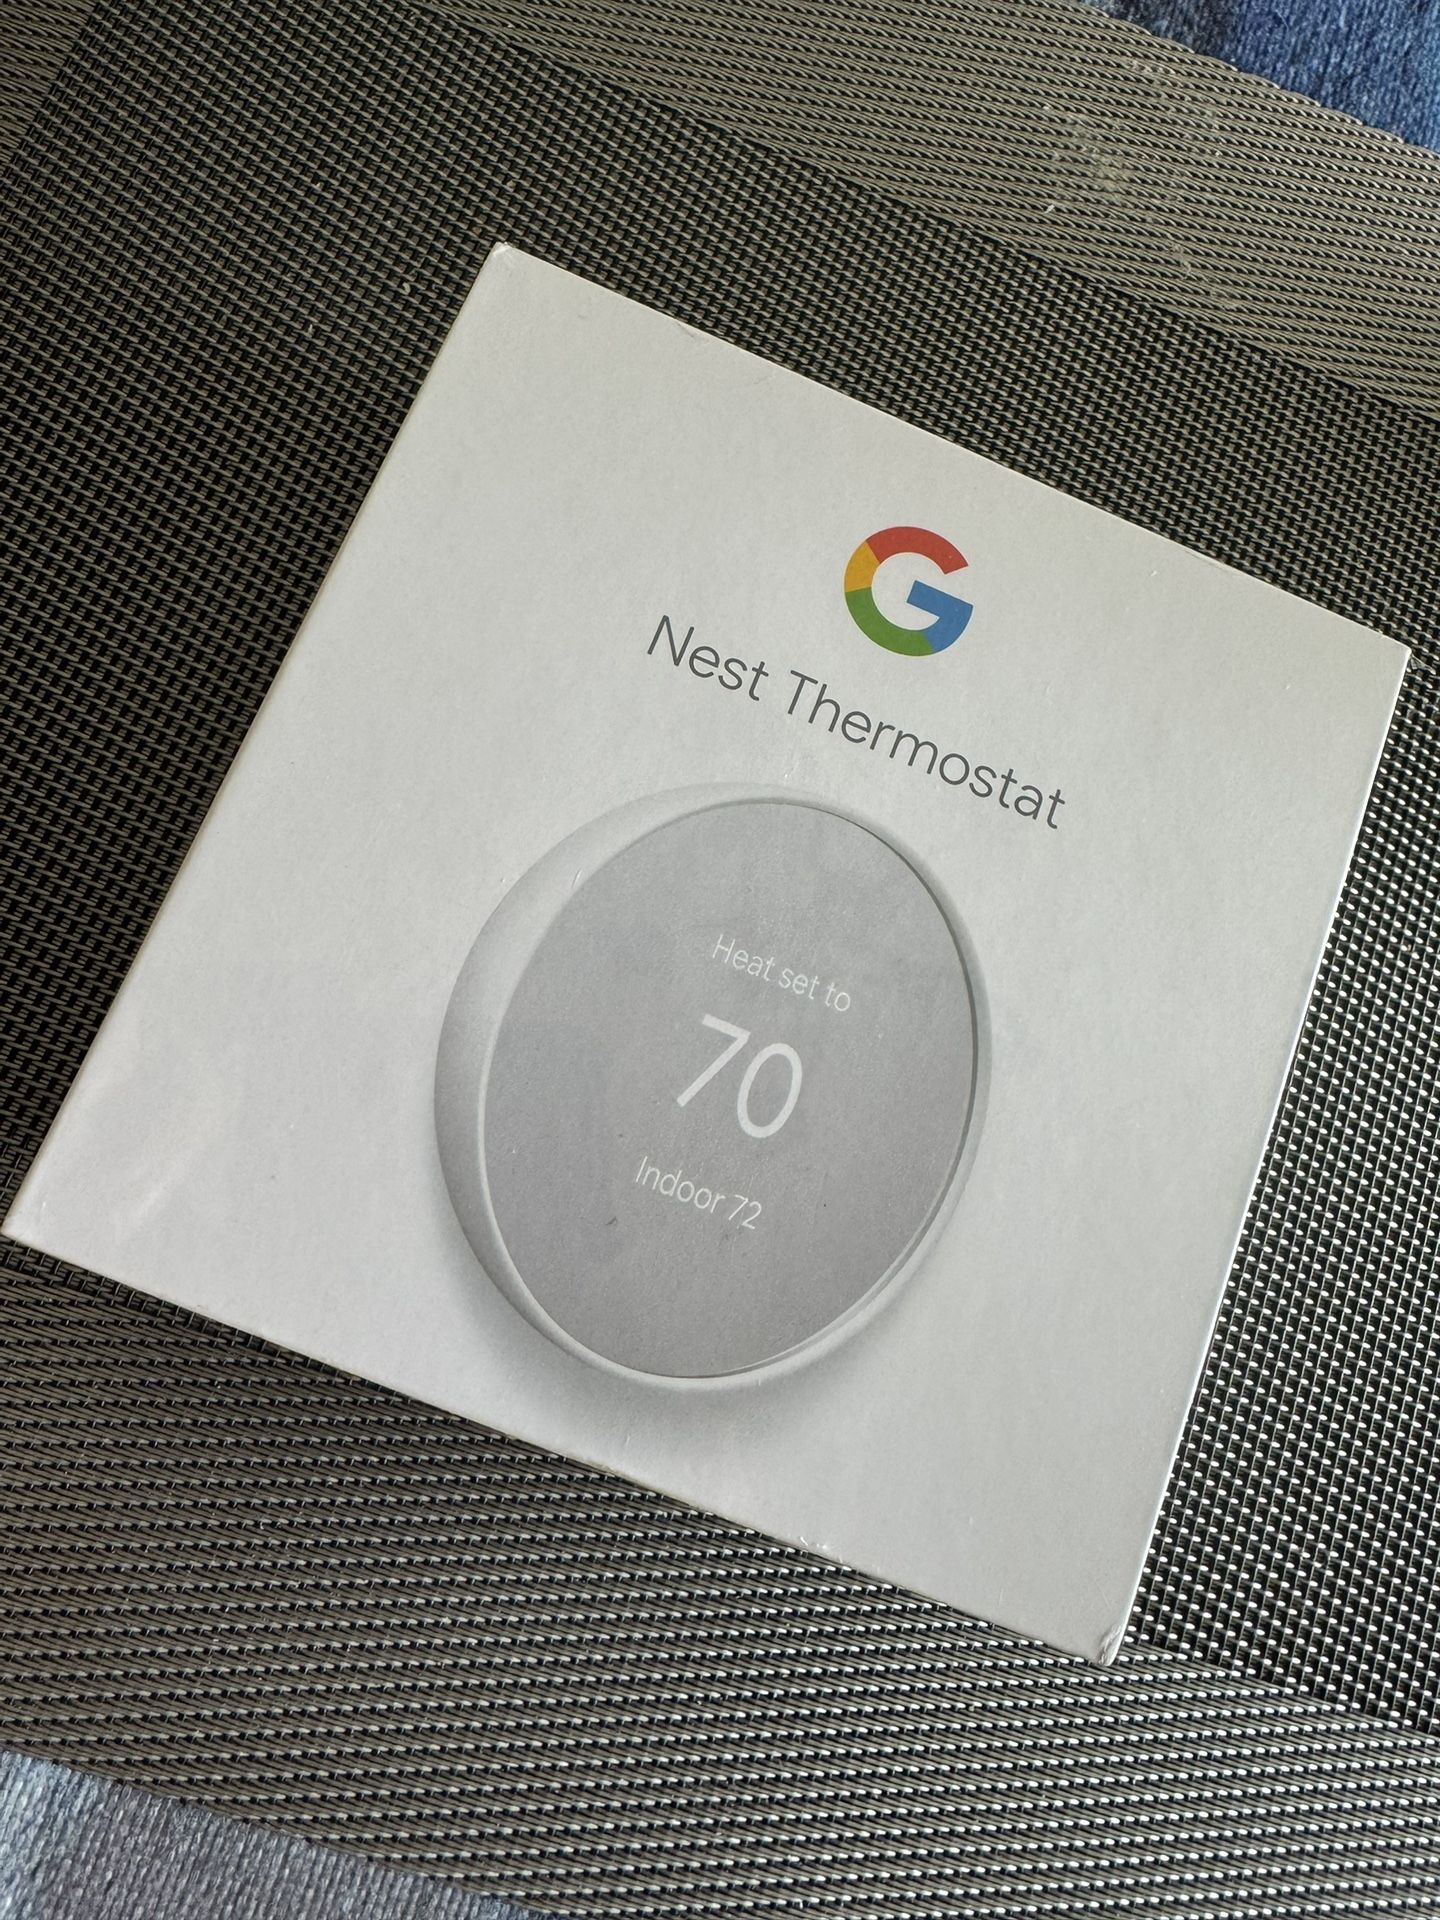 G
Nest Thermostat
Heat set to
70
Indoor 72